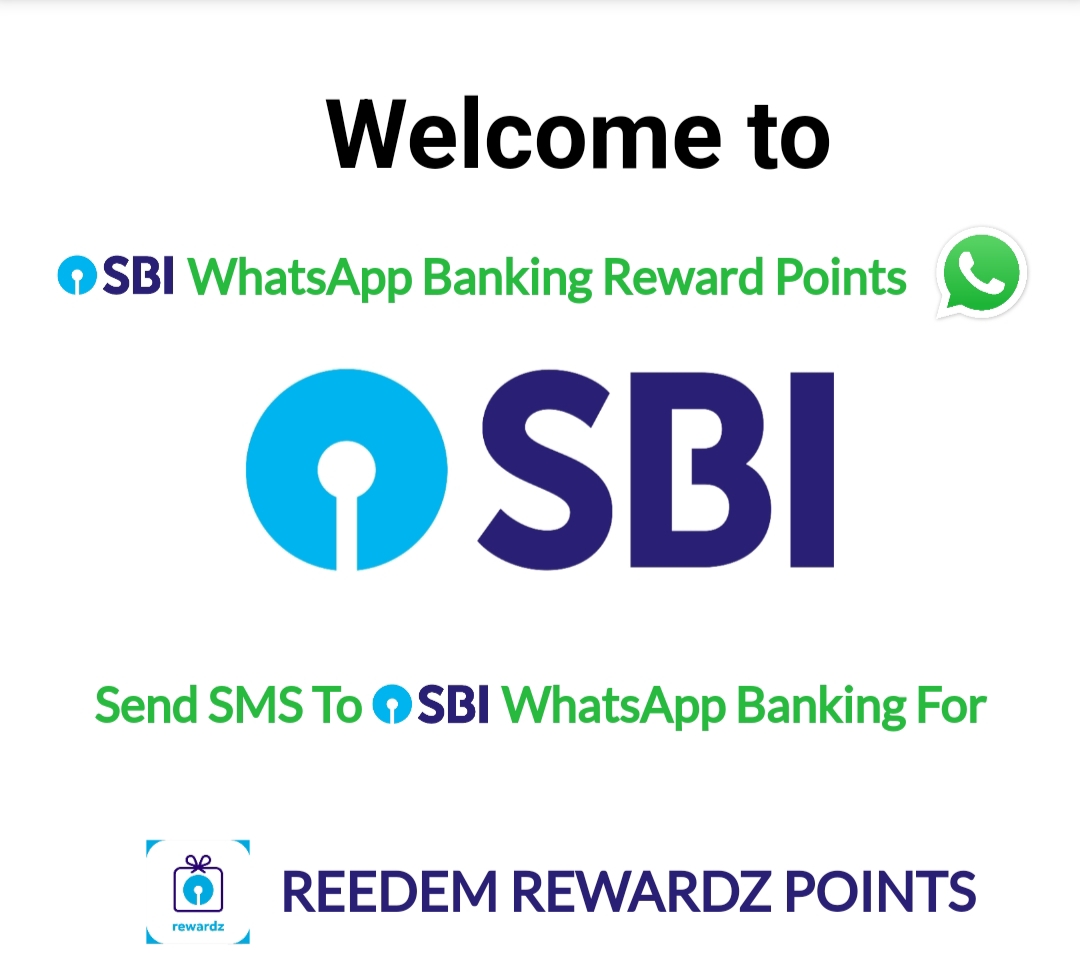 Welcome to
SBI WhatsApp Banking Reward Points
SBI
Send SMS To SBI WhatsApp Banking For
rewardz
REEDEM REWARDZ POINTS